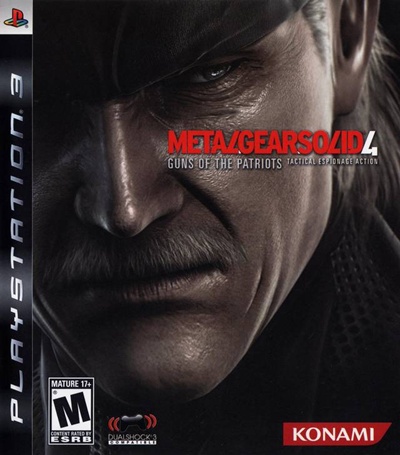 PLAYSTATION 3
METAL GEAR SOLID 4
GUNS OF THE PATRIOTS TACTICAL ESPIONAGE ACTION
MATURE 17+
M
CONTENT RATED BY
ESRB
DUALSHOCK 3
COMPATIBLE
KONAMI